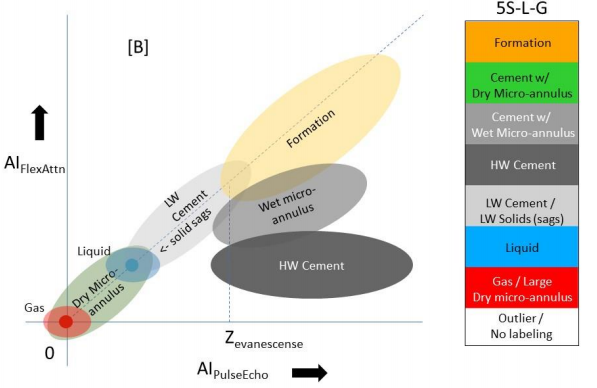 5S-L-G
[B]
Formation
Cement w/
Dry Micro-annulus
Cement w/
Wet Micro-annulus
HW Cement
LW Cement /
LW Solids (sags)
Liquid
Gas / Large
Dry micro-annulus
Outlier /
No labeling
AI_FlexAttn
Formation
LW
Cement
<- solid sags
Wet micro-
annulus
HW Cement
Liquid
Dry Micro-
annulus
Gas
0
Z_evanescense
AI_PulseEcho